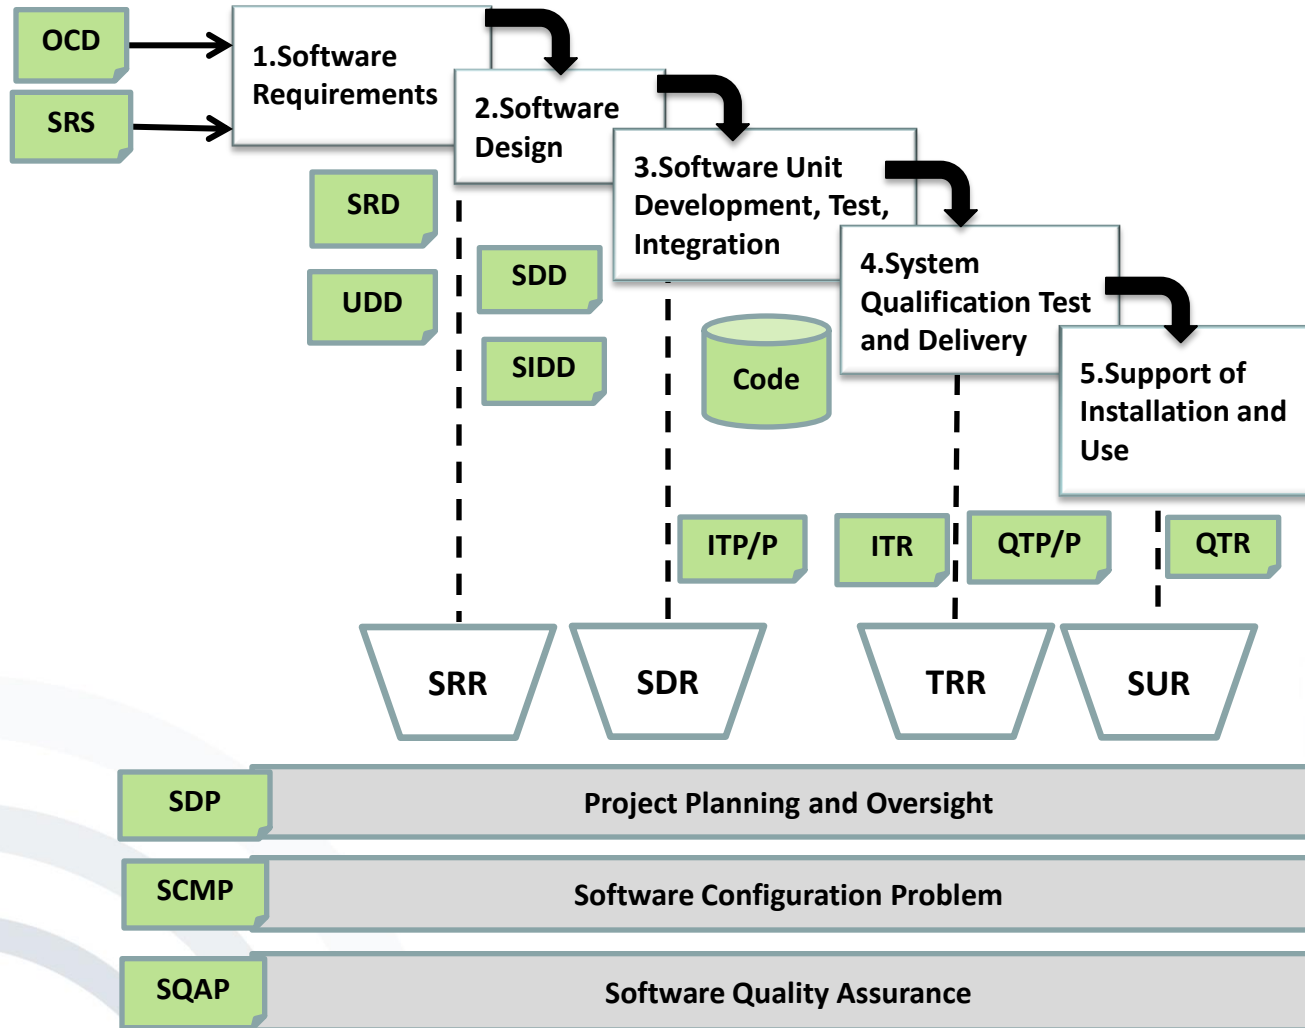 OCD
SRS
1.Software
Requirements
2.Software
Design
3.Software Unit
Development, Test,
Integration
4.System
Qualification Test
and Delivery
5.Support of
Installation and
Use
SRD
UDD
SDD
SIDD
Code
ITP/P
ITR
QTP/P
QTR
SRR
SDR
TRR
SUR
SDP
Project Planning and Oversight
SCMP
Software Configuration Problem
SQAP
Software Quality Assurance